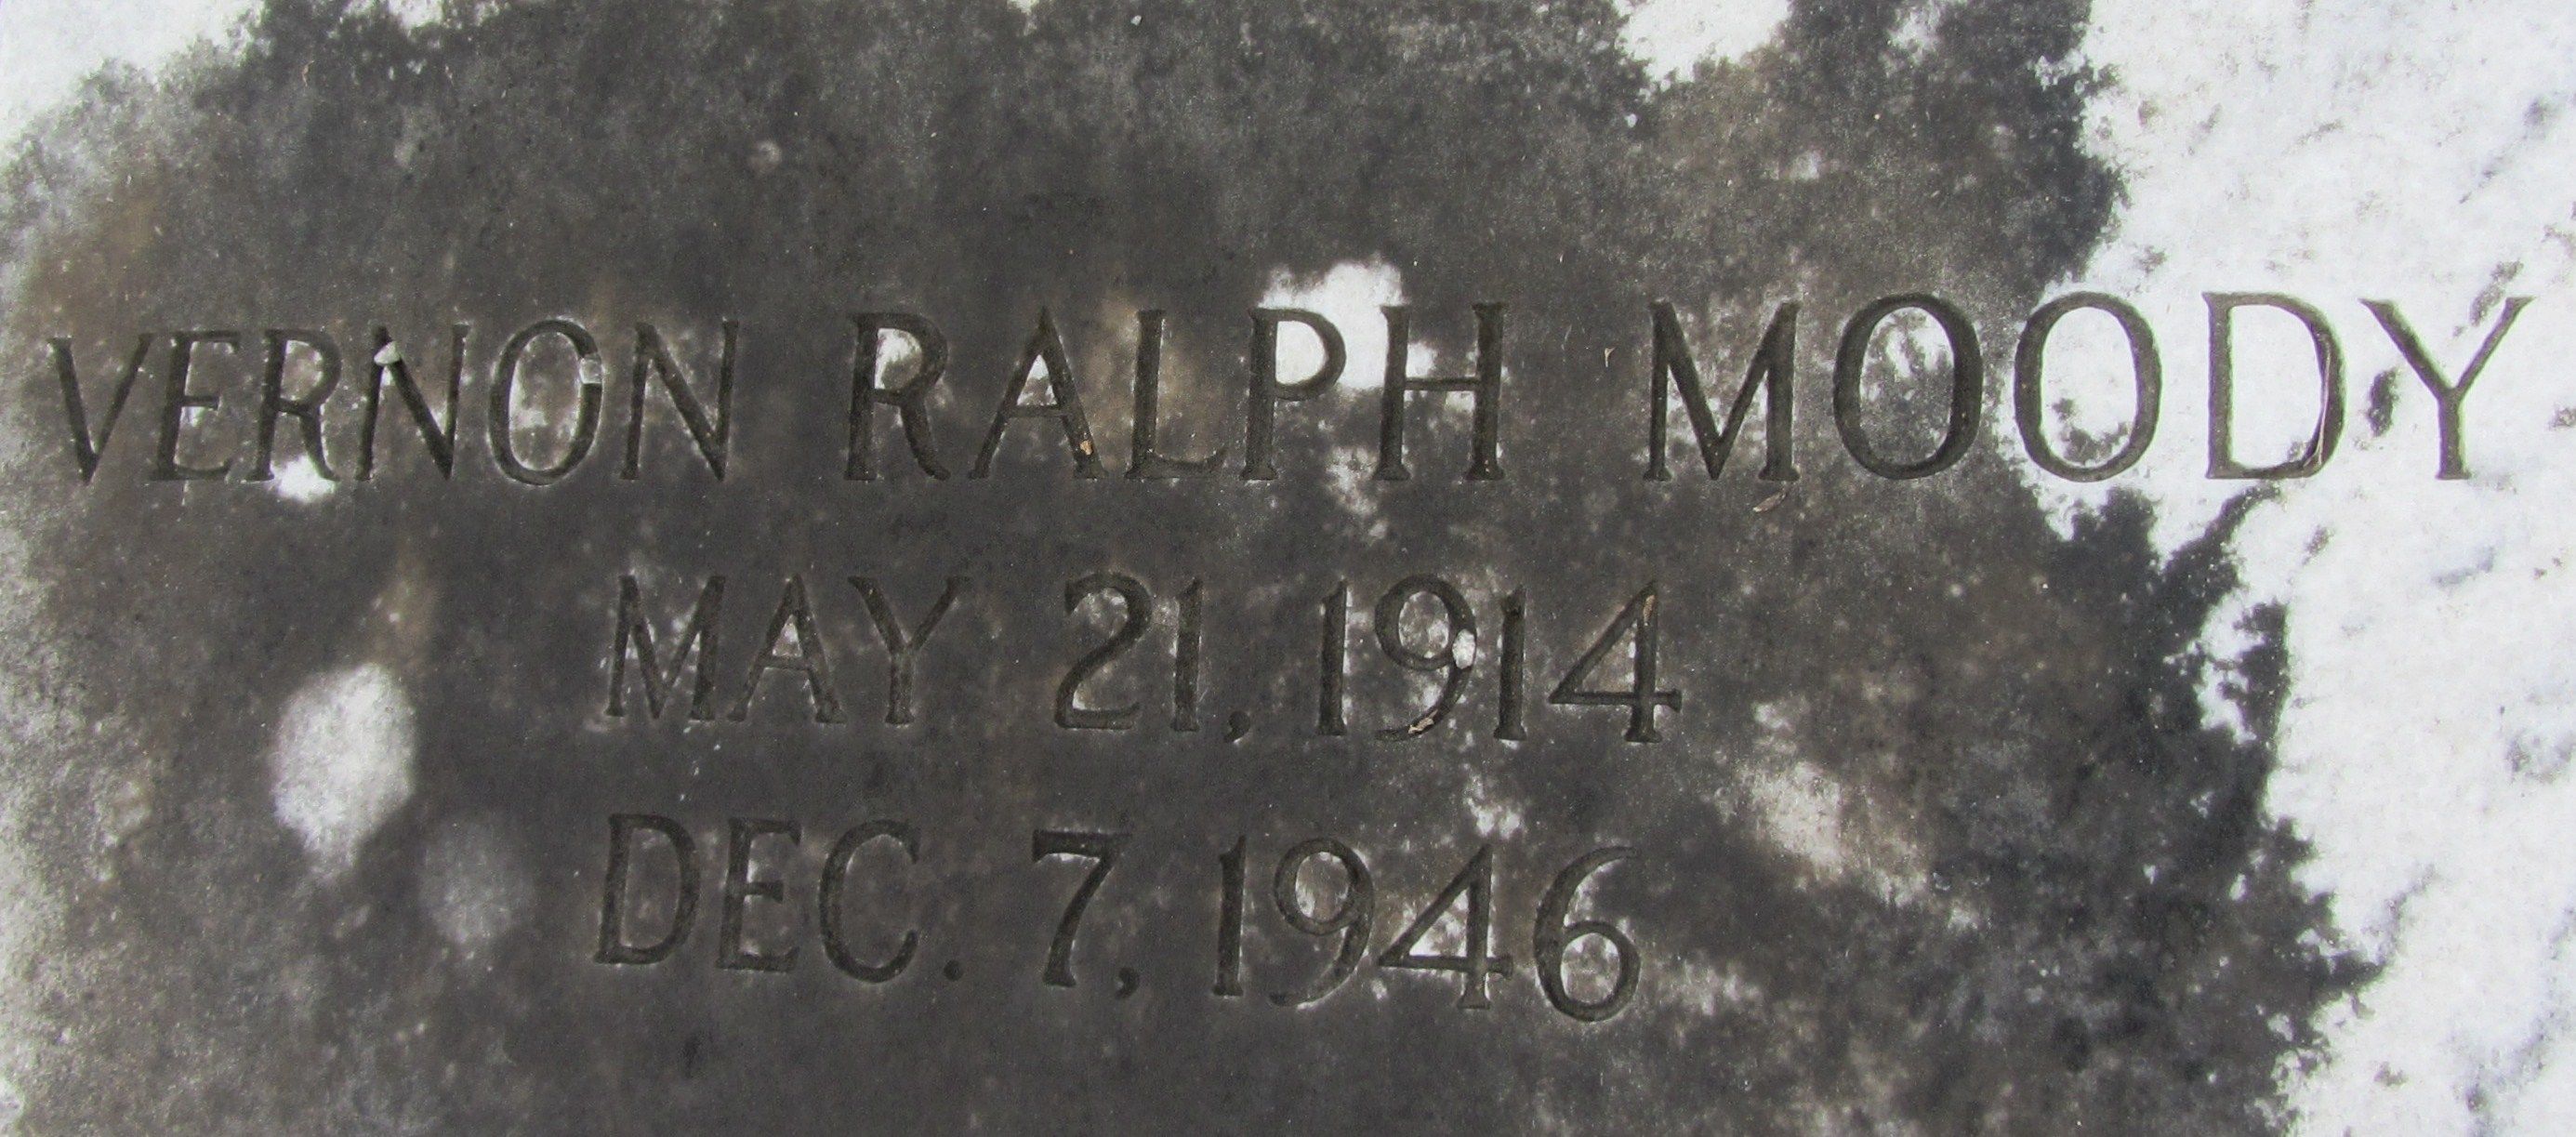 VERNON RALPH MOODY
MAY 21, 1914
DEC. 7, 1946